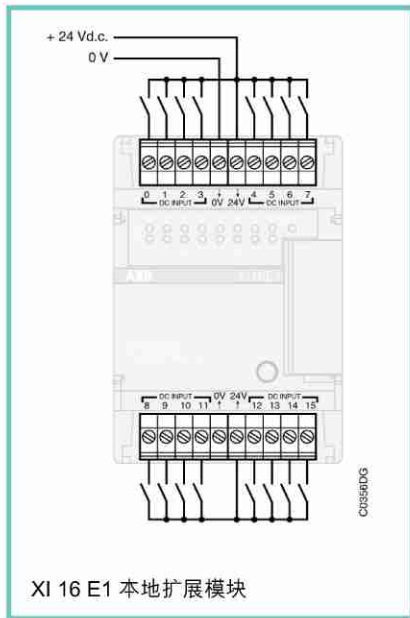 + 24 Vd.c.
0 V
0 1 2 3 4 5 6 7
DC INPUT 0V 24V DC INPUT
ABB
DC INPUT 0V 24V DC INPUT
8 9 10 11 12 13 14 15
C0356DG
XI 16 E1 本地扩展模块